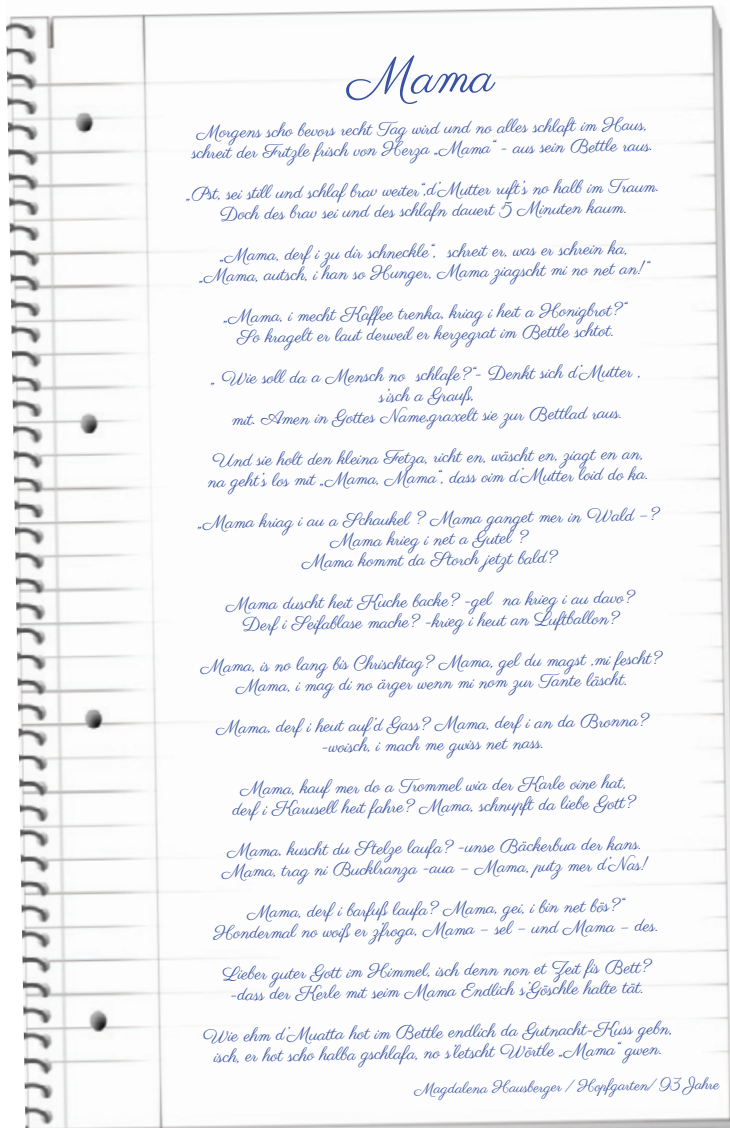 Mama
Morgens scho bevors recht Tag wird und no alles schlaft im Haus,
schreit der Fritzle frisch von Herza „Mama" - aus sein Bettle raus.
„Pst, sei still und schlaf brav weiter",d'Mutter ruft's no halb im Traum.
Doch des brav sei und des schlafn dauert 5 Minuten kaum.
„Mama, derf i zu dir schneckle",  schreit er, was er schrein ka,
„Mama, autsch, i han so Hunger, Mama ziagscht mi no net an!"
„Mama, i mecht Kaffee trenka, kriag i heit a Honigbrot?"
So kragelt er laut derweil er kerzegrat im Bettle schtot.
„ Wie soll da a Mensch no  schlafe?"- Denkt sich d'Mutter ,
s'isch a Grauß,
mit. Amen in Gottes Name,graxelt sie zur Bettlad raus.
Und sie holt den kleina Fetza, richt en, wäscht en, ziagt en an,
na geht's los mit „Mama, Mama", dass oim d'Mutter loid do ka.
„Mama kriag i au a Schaukel ? Mama ganget mer in Wald –?
Mama krieg i net a Gutel ?
Mama kommt da Storch jetzt bald?
Mama duscht heit Kuche backe? -gel  na krieg i au davo?
Derf i Seifablase mache? -krieg i heut an Luftballon?
Mama, is no lang bis Chrischtag? Mama, gel du magst ,mi fescht?
Mama, i mag di no ärger wenn mi nom zur Tante läscht.
Mama, derf i heut auf'd Gass? Mama, derf i an da Bronna?
-woisch, i mach me gwiss net nass.
Mama, kauf mer do a Trommel wia der Karle oine hat,
derf i Karusell heit fahre? Mama, schnupft da liebe Gott?
Mama, kuscht du Stelze laufa? -unse Bäckerbua der kans.
Mama, trag ni Bucklranza -aua – Mama, putz mer d'Nas!
Mama, derf i barfuß laufa? Mama, gei, i bin net bös?"
Hondermal no woiß er z'froga, Mama – sel – und Mama – des.
Lieber guter Gott im Himmel, isch denn non et Zeit fis Bett?
-dass der Kerle mit seim Mama Endlich s'Göschle halte tät.
Wie ehm d'Muatta hot im Bettle endlich da Gutnacht-Kuss gebn,
isch, er hot scho halba gschlafa, no s'letscht Wörtle „Mama" gwen.
Magdalena Hausberger / Hopfgarten/ 93 Jahre